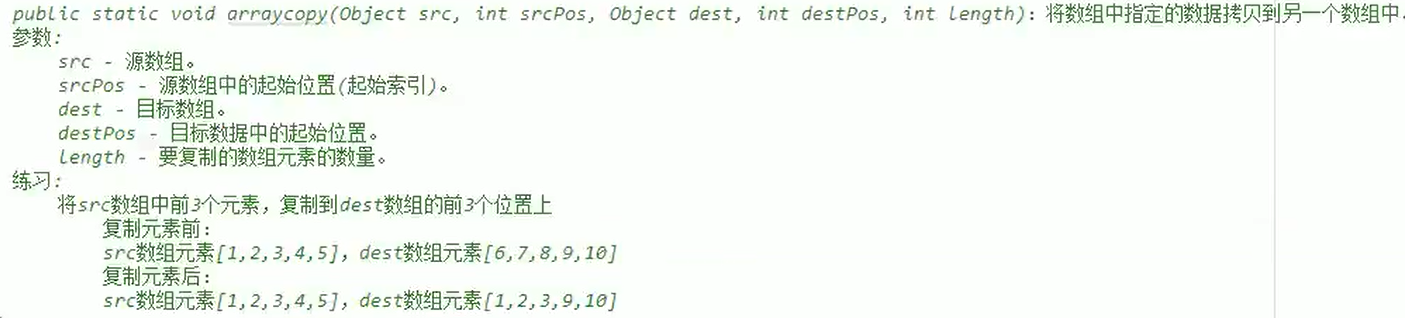 public static void arraycopy(Object src, int srcPos, Object dest, int destPos, int length)：将数组中指定的数据拷贝到另一个数组中.
参数:
src - 源数组。
srcPos - 源数组中的起始位置(起始索引)。
dest - 目标数组。
destPos - 目标数据中的起始位置。
length - 要复制的数组元素的数量。
练习:
将src数组中前3个元素，复制到dest数组的前3个位置上
复制元素前:
src数组元素[1,2,3,4,5]，dest数组元素[6,7,8,9,10]
复制元素后:
src数组元素[1,2,3,4,5]，dest数组元素[1,2,3,9,10]